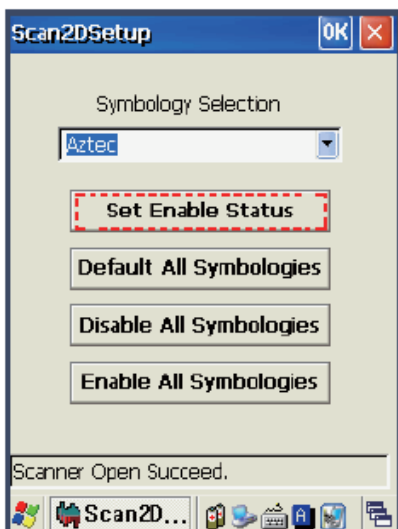 Scan2DSetup OK
Symbology Selection
Aztec
Set Enable Status
Default All Symbologies
Disable All Symbologies
Enable All Symbologies
Scanner Open Succeed.
Scan2D... A